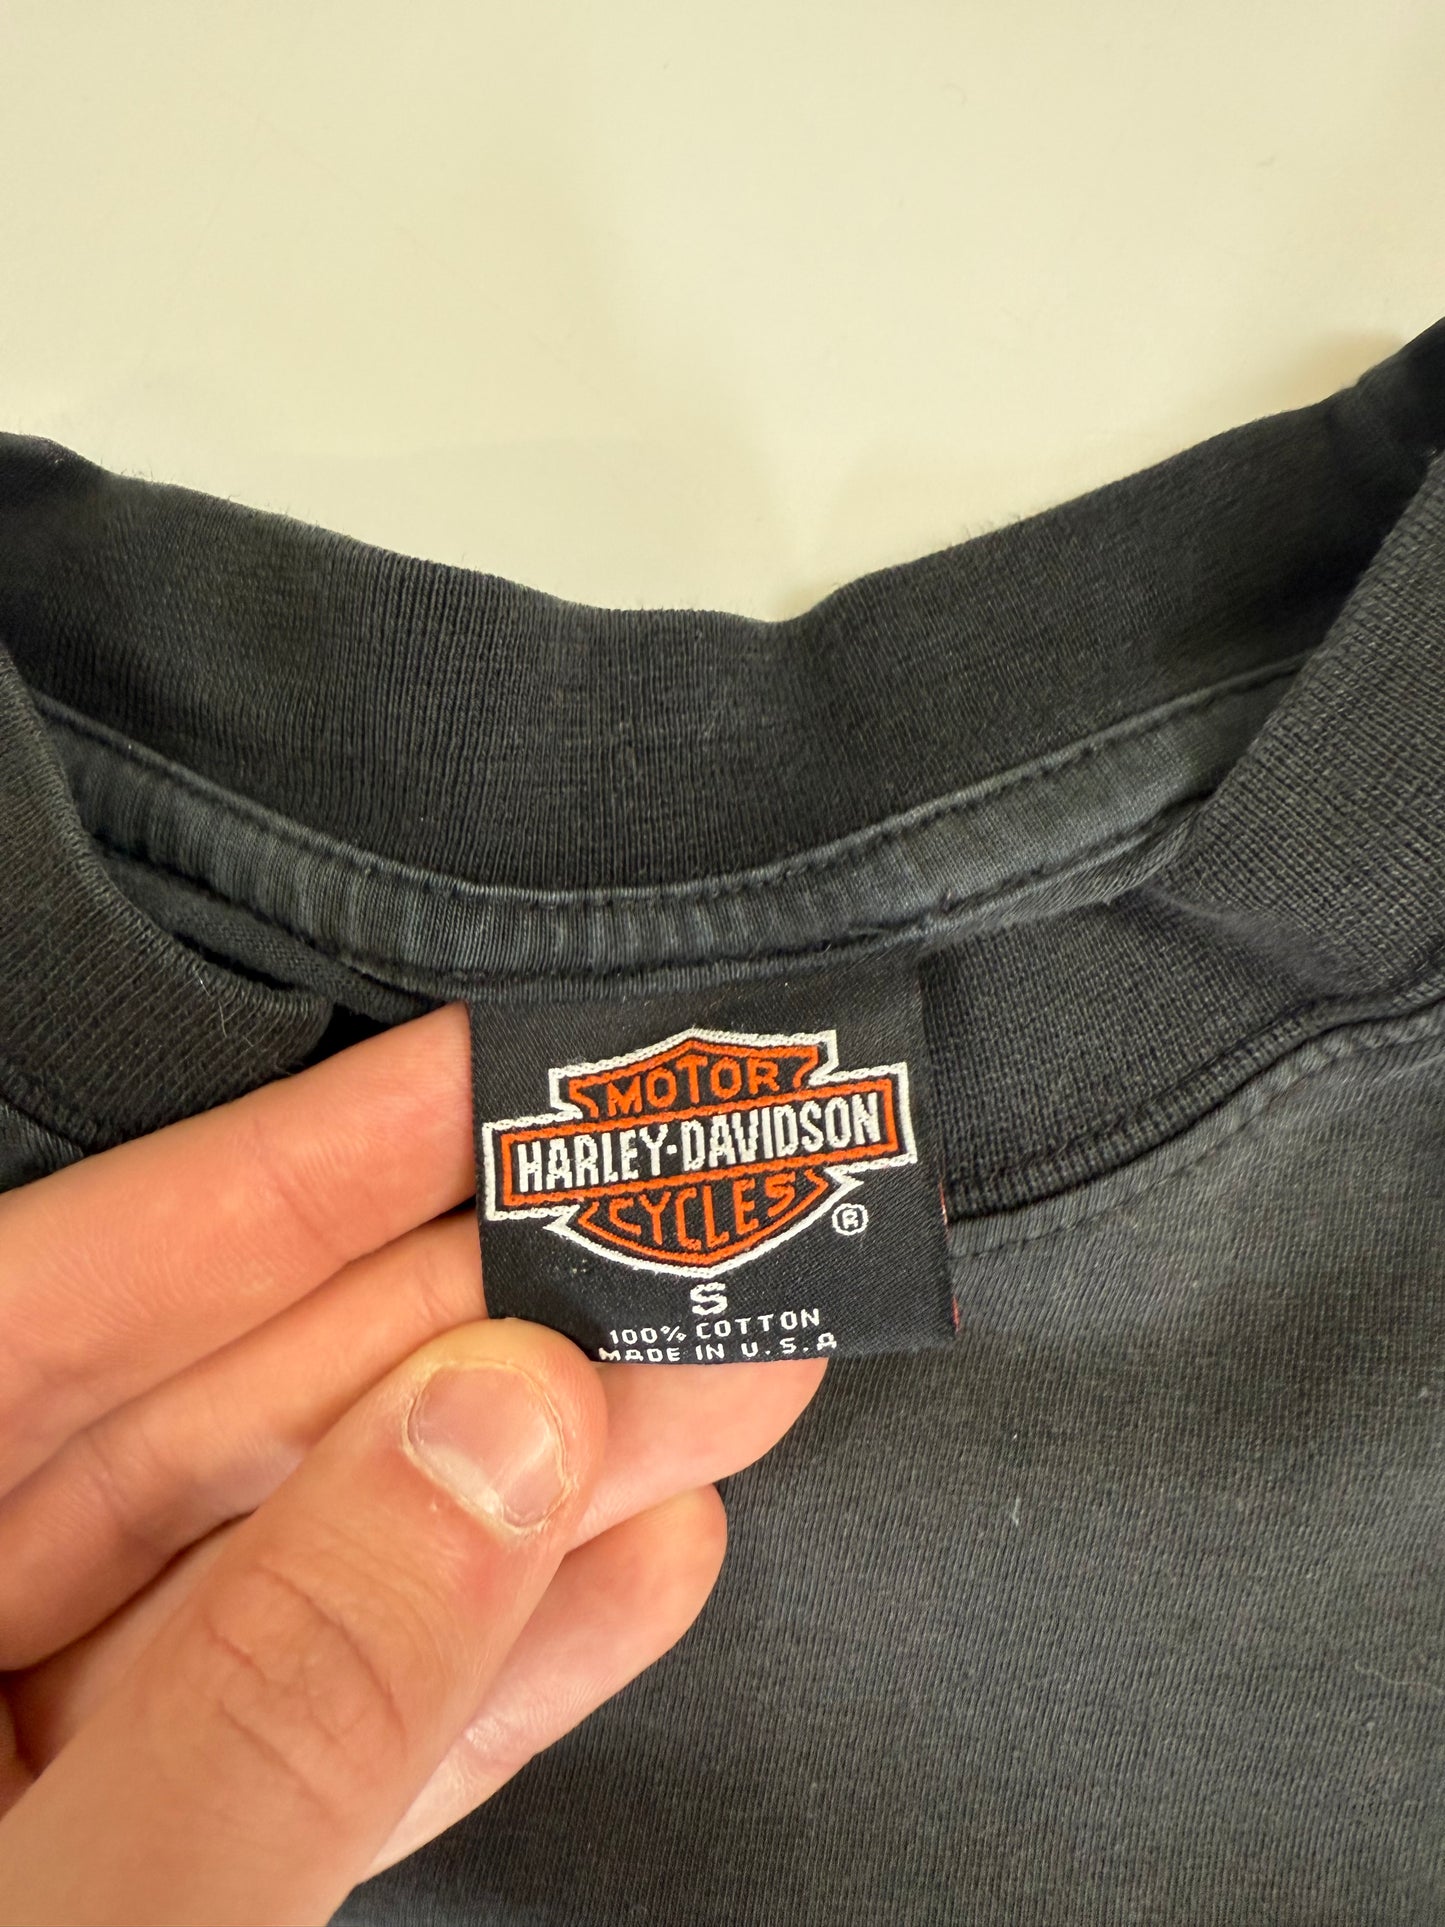 MOTOR
HARLEY-DAVIDSON
CYCLES
®
S
100% COTTON
MADE IN U.S.A